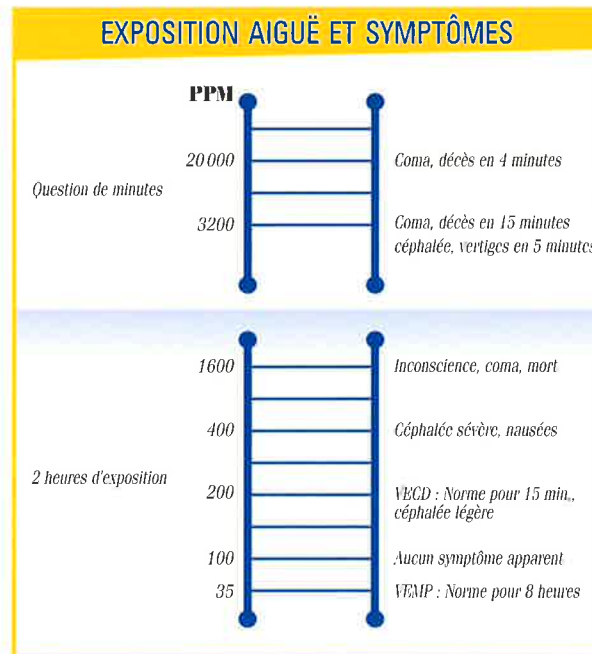 EXPOSITION AIGUË ET SYMPTÔMES
PPM
Question de minutes
20 000 Coma, décès en 4 minutes
3200 Coma, décès en 15 minutes
céphalée, vertiges en 5 minutes
2 heures d'exposition
1600 Inconscience, coma, mort
400 Céphalée sévère, nausées
200 VECD : Norme pour 15 min.,
céphalée légère
100 Aucun symptôme apparent
35 VEMP : Norme pour 8 heures